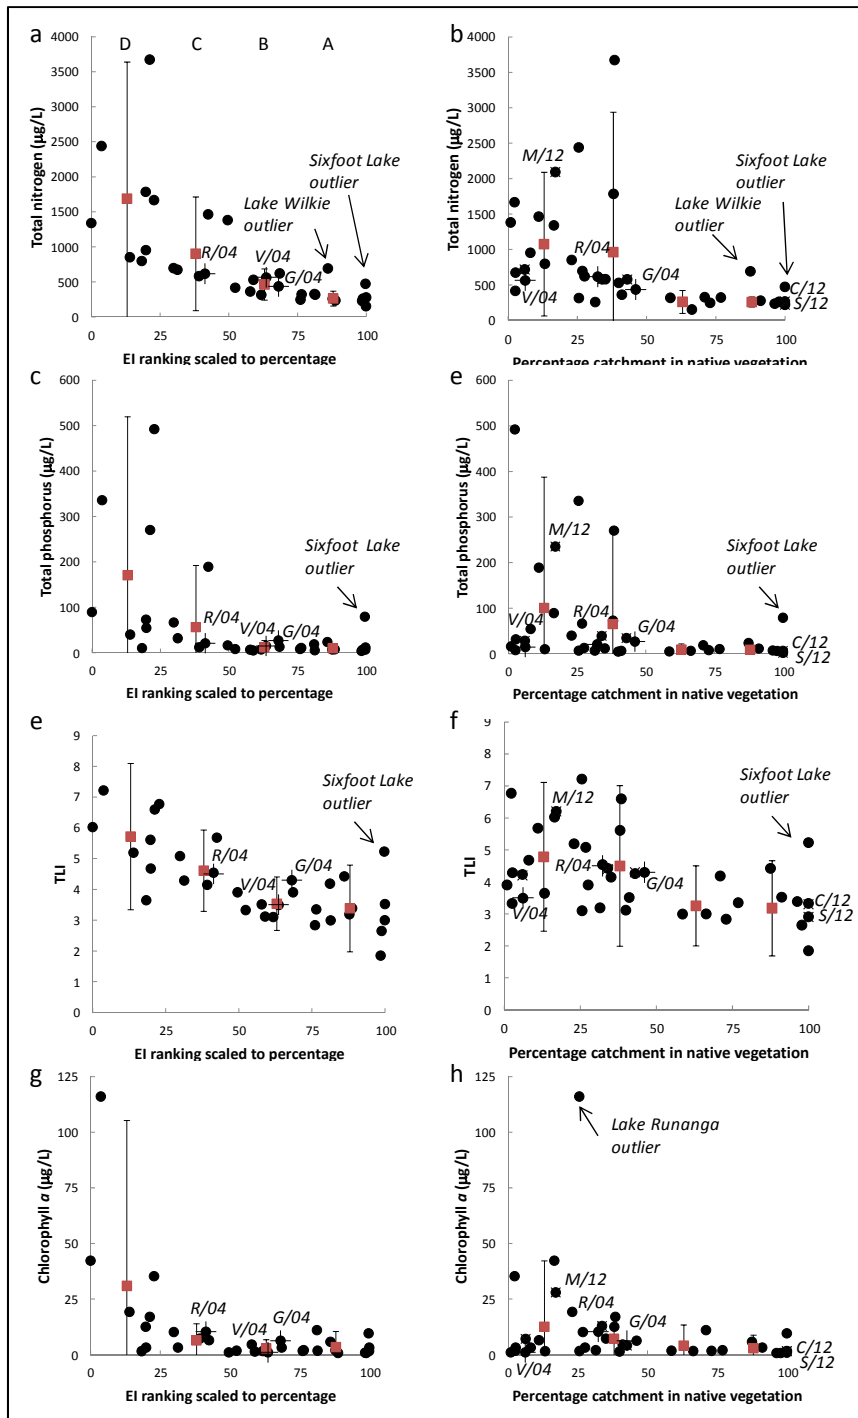 a
D C B A
4000
3500
3000
2500
2000
1500
1000
500
0
Total nitrogen (µg/L)
Sixfoot Lake
outlier
Lake Wilkie
outlier
R/04
V/04
G/04
0 25 50 75 100
EI ranking scaled to percentage
b
4000
3500
3000
2500
2000
1500
1000
500
0
Total nitrogen (µg/L)
M/12
Sixfoot Lake
outlier
Lake Wilkie
outlier
R/04
V/04
G/04
C/12
S/12
0 25 50 75 100
Percentage catchment in native vegetation
c
600
500
400
300
200
100
0
Total phosphorus (µg/L)
Sixfoot Lake
outlier
R/04
V/04
G/04
0 25 50 75 100
EI ranking scaled to percentage
e
600
500
400
300
200
100
0
Total phosphorus (µg/L)
M/12
Sixfoot Lake
outlier
V/04
R/04
G/04
C/12
S/12
0 25 50 75 100
Percentage catchment in native vegetation
e
9
8
7
6
5
4
3
2
1
0
TLI
Sixfoot Lake
outlier
R/04
V/04
G/04
0 25 50 75 100
EI ranking scaled to percentage
f
9
8
7
6
5
4
3
2
1
0
TLI
M/12
Sixfoot Lake
outlier
R/04
G/04
V/04
C/12
S/12
0 25 50 75 100
Percentage catchment in native vegetation
g
125
100
75
50
25
0
Chlorophyll a (µg/L)
R/04
V/04
G/04
0 25 50 75 100
EI ranking scaled to percentage
h
125
100
75
50
25
0
Chlorophyll a (µg/L)
Lake Runanga
outlier
M/12
R/04
G/04
V/04
C/12
S/12
0 25 50 75 100
Percentage catchment in native vegetation